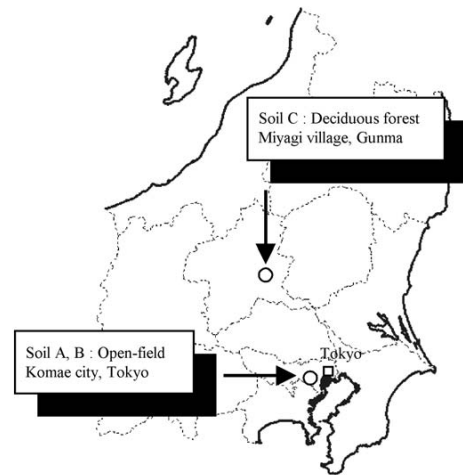 Soil C : Deciduous forest
Miyagi village, Gunma
Tokyo
Soil A, B : Open-field
Komae city, Tokyo